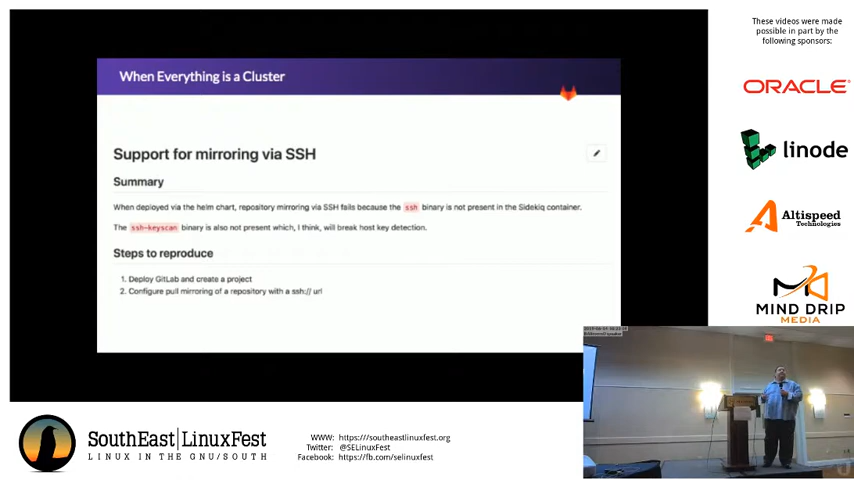 These videos were made
possible in part by the
following sponsors:
When Everything is a Cluster
Support for mirroring via SSH
Summary
When deployed via the helm chart, repository mirroring via SSH fails because the ssh binary is not present in the Sidekiq container.
The ssh-keyscan binary is also not present which, I think, will break host key detection.
Steps to reproduce
1. Deploy GitLab and create a project
2. Configure pull mirroring of a repository with a ssh:// url
ORACLE
linode
Altispeed
Technologies
MIND DRIP
MEDIA
SouthEast|LinuxFest
LINUX IN THE GNU/SOUTH
WWW: https:///southeastlinuxfest.org
Twitter: @SELinuxFest
Facebook: https://fb.com/selinuxfest